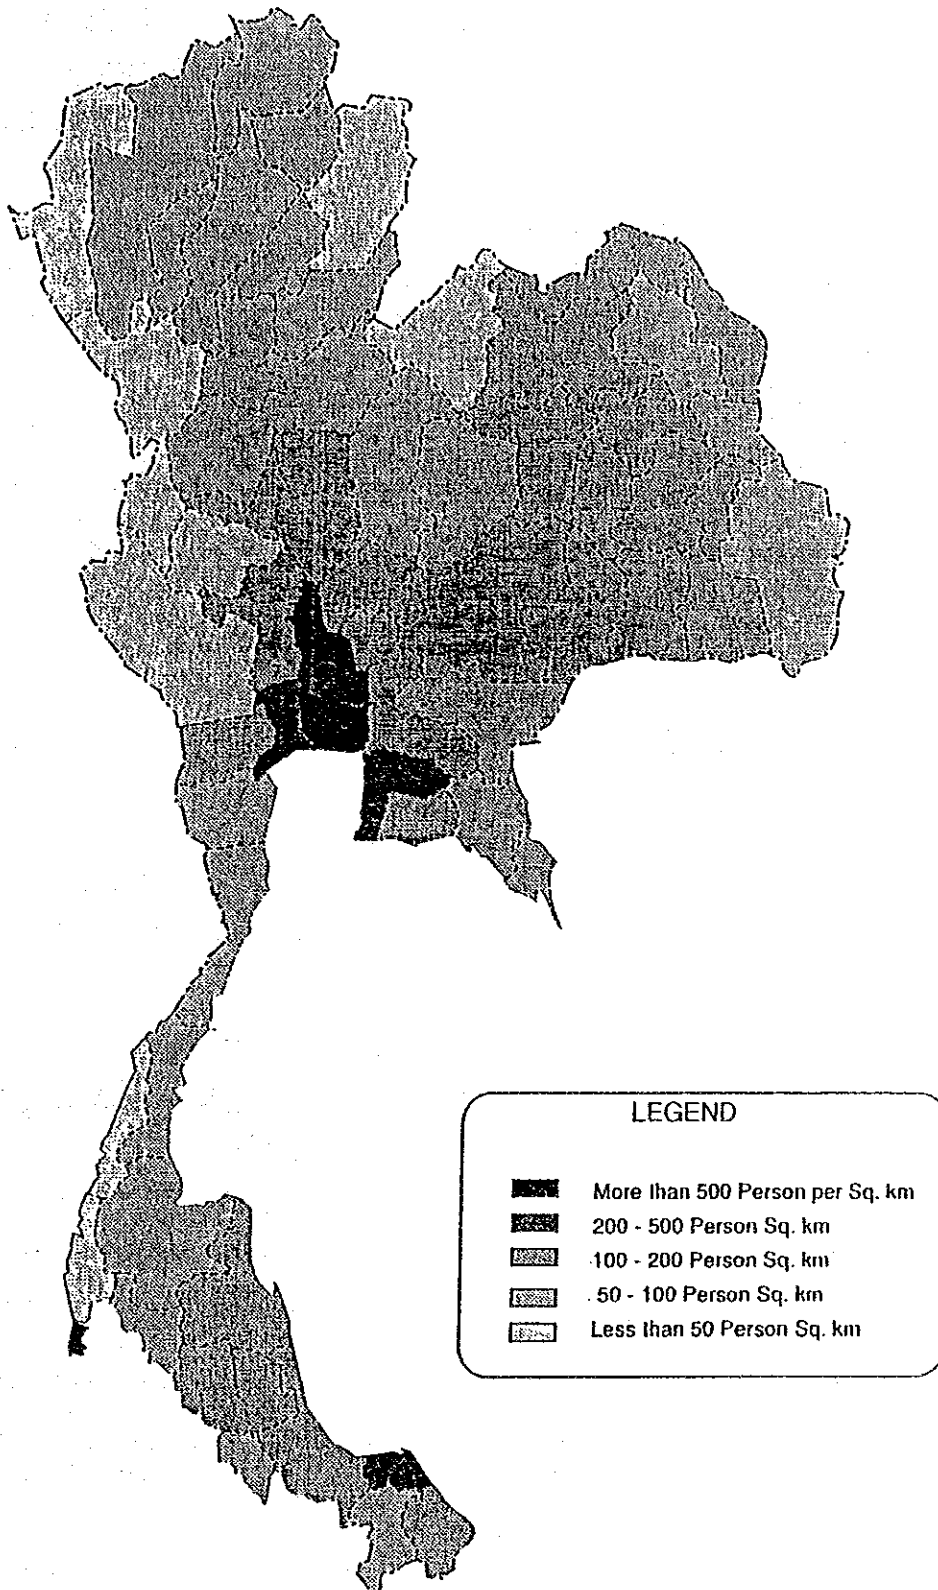 LEGEND
More than 500 Person per Sq. km
200 - 500 Person Sq. km
100 - 200 Person Sq. km
50 - 100 Person Sq. km
Less than 50 Person Sq. km